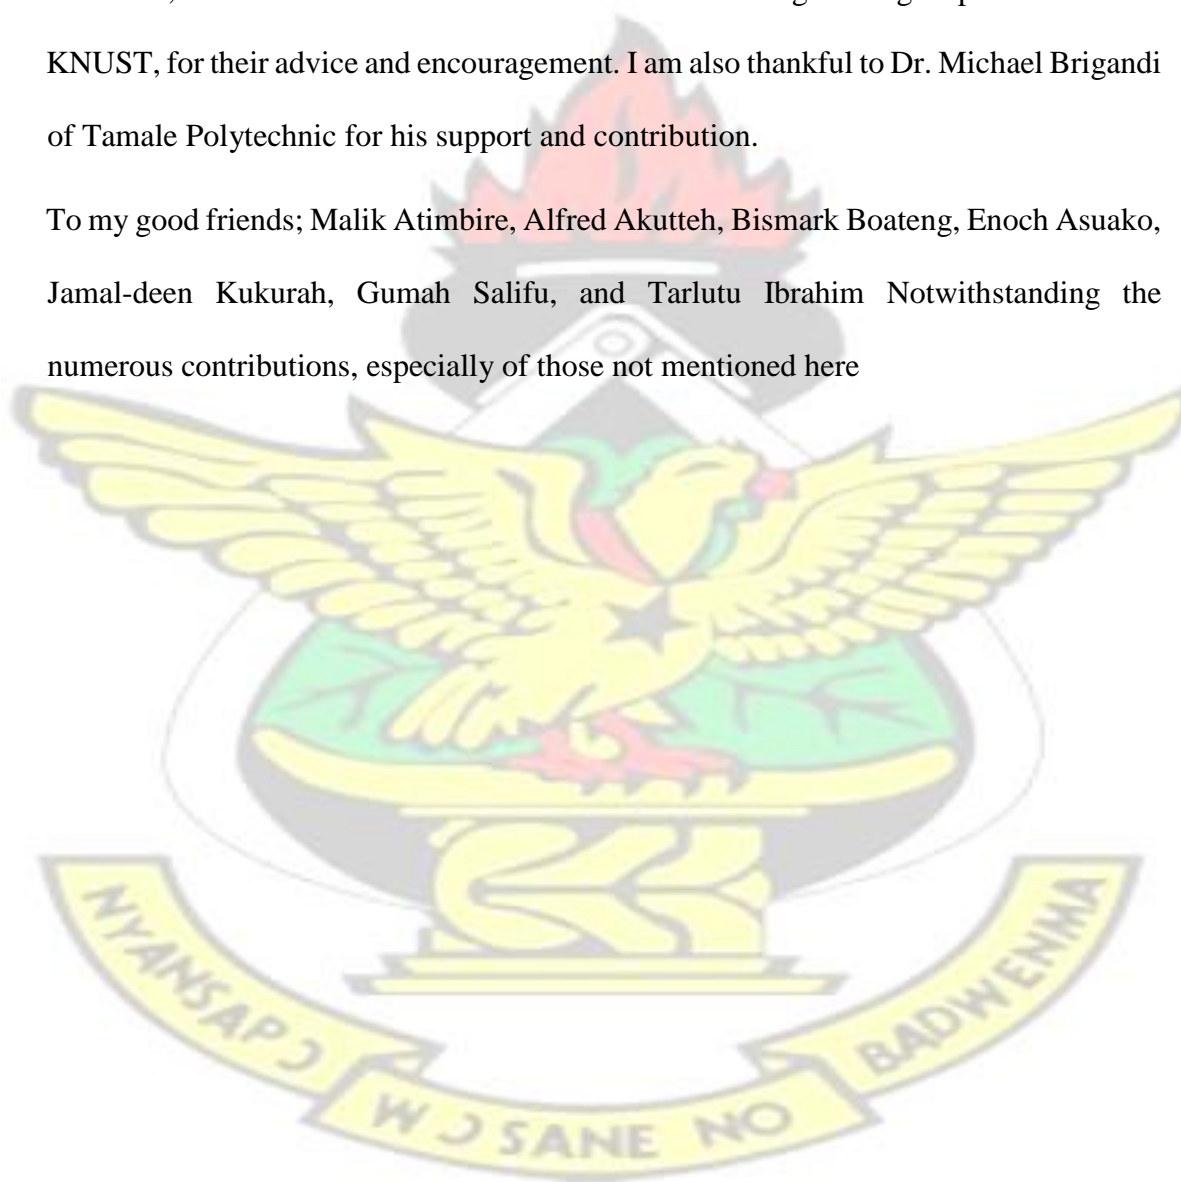 KNUST, for their advice and encouragement. I am also thankful to Dr. Michael Brigandi
of Tamale Polytechnic for his support and contribution.
To my good friends; Malik Atimbire, Alfred Akutteh, Bismark Boateng, Enoch Asuako,
Jamal-deen Kukurah, Gumah Salifu, and Tarlutu Ibrahim Notwithstanding the
numerous contributions, especially of those not mentioned here
NYANSAPƆ
WƆSANE NO
BADWENMA